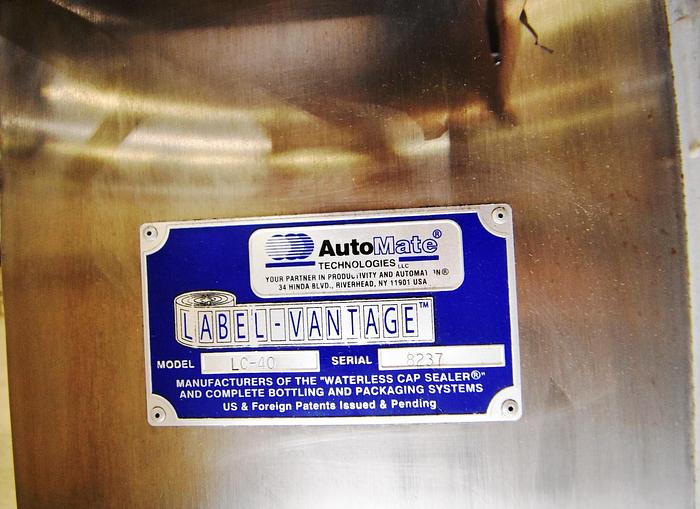 AutoMate®
TECHNOLOGIES LLC
YOUR PARTNER IN PRODUCTIVITY AND AUTOMATION®
34 HINDA BLVD., RIVERHEAD, NY 11901 USA
LABEL-VANTAGE™
MODEL LC-40 SERIAL 8237
MANUFACTURERS OF THE "WATERLESS CAP SEALER®"
AND COMPLETE BOTTLING AND PACKAGING SYSTEMS
US & Foreign Patents Issued & Pending